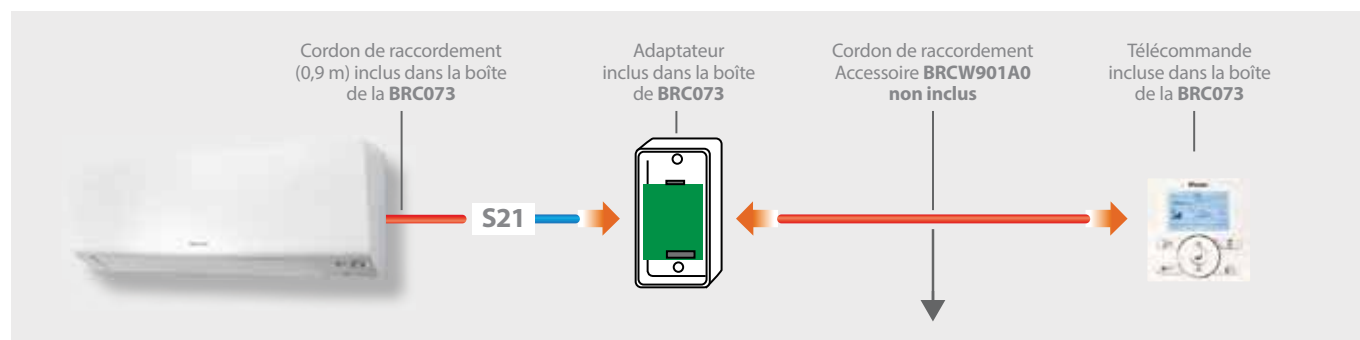 Cordon de raccordement
(0,9 m) inclus dans la boîte
de la BRC073
Adaptateur
inclus dans la boîte
de BRC073
Cordon de raccordement
Accessoire BRCW901A0
non inclus
Télécommande
incluse dans la boîte
de la BRC073
S21